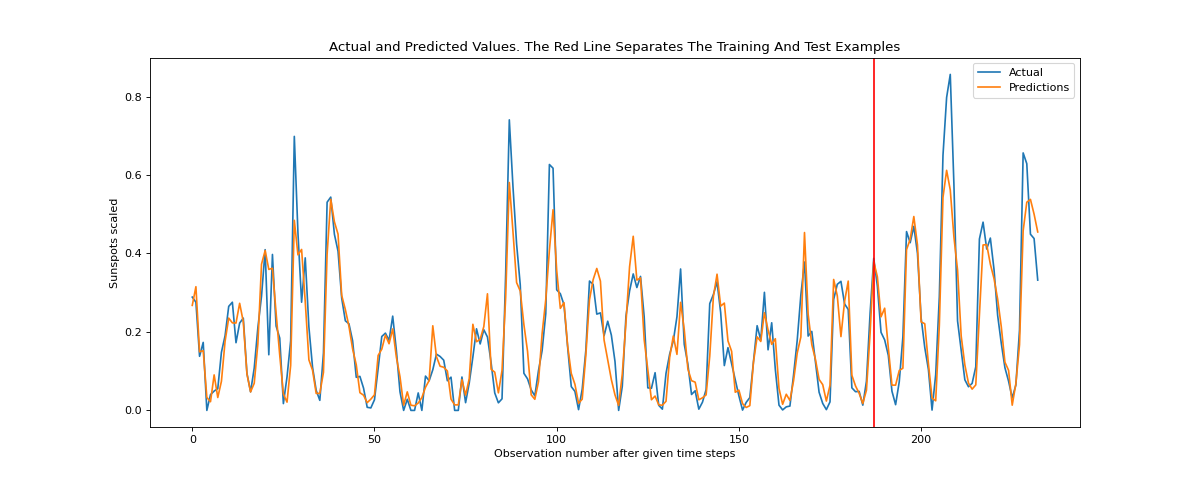 Actual and Predicted Values. The Red Line Separates The Training And Test Examples
Actual
Predictions
Sunspots scaled
0.8
0.6
0.4
0.2
0.0
0 50 100 150 200
Observation number after given time steps